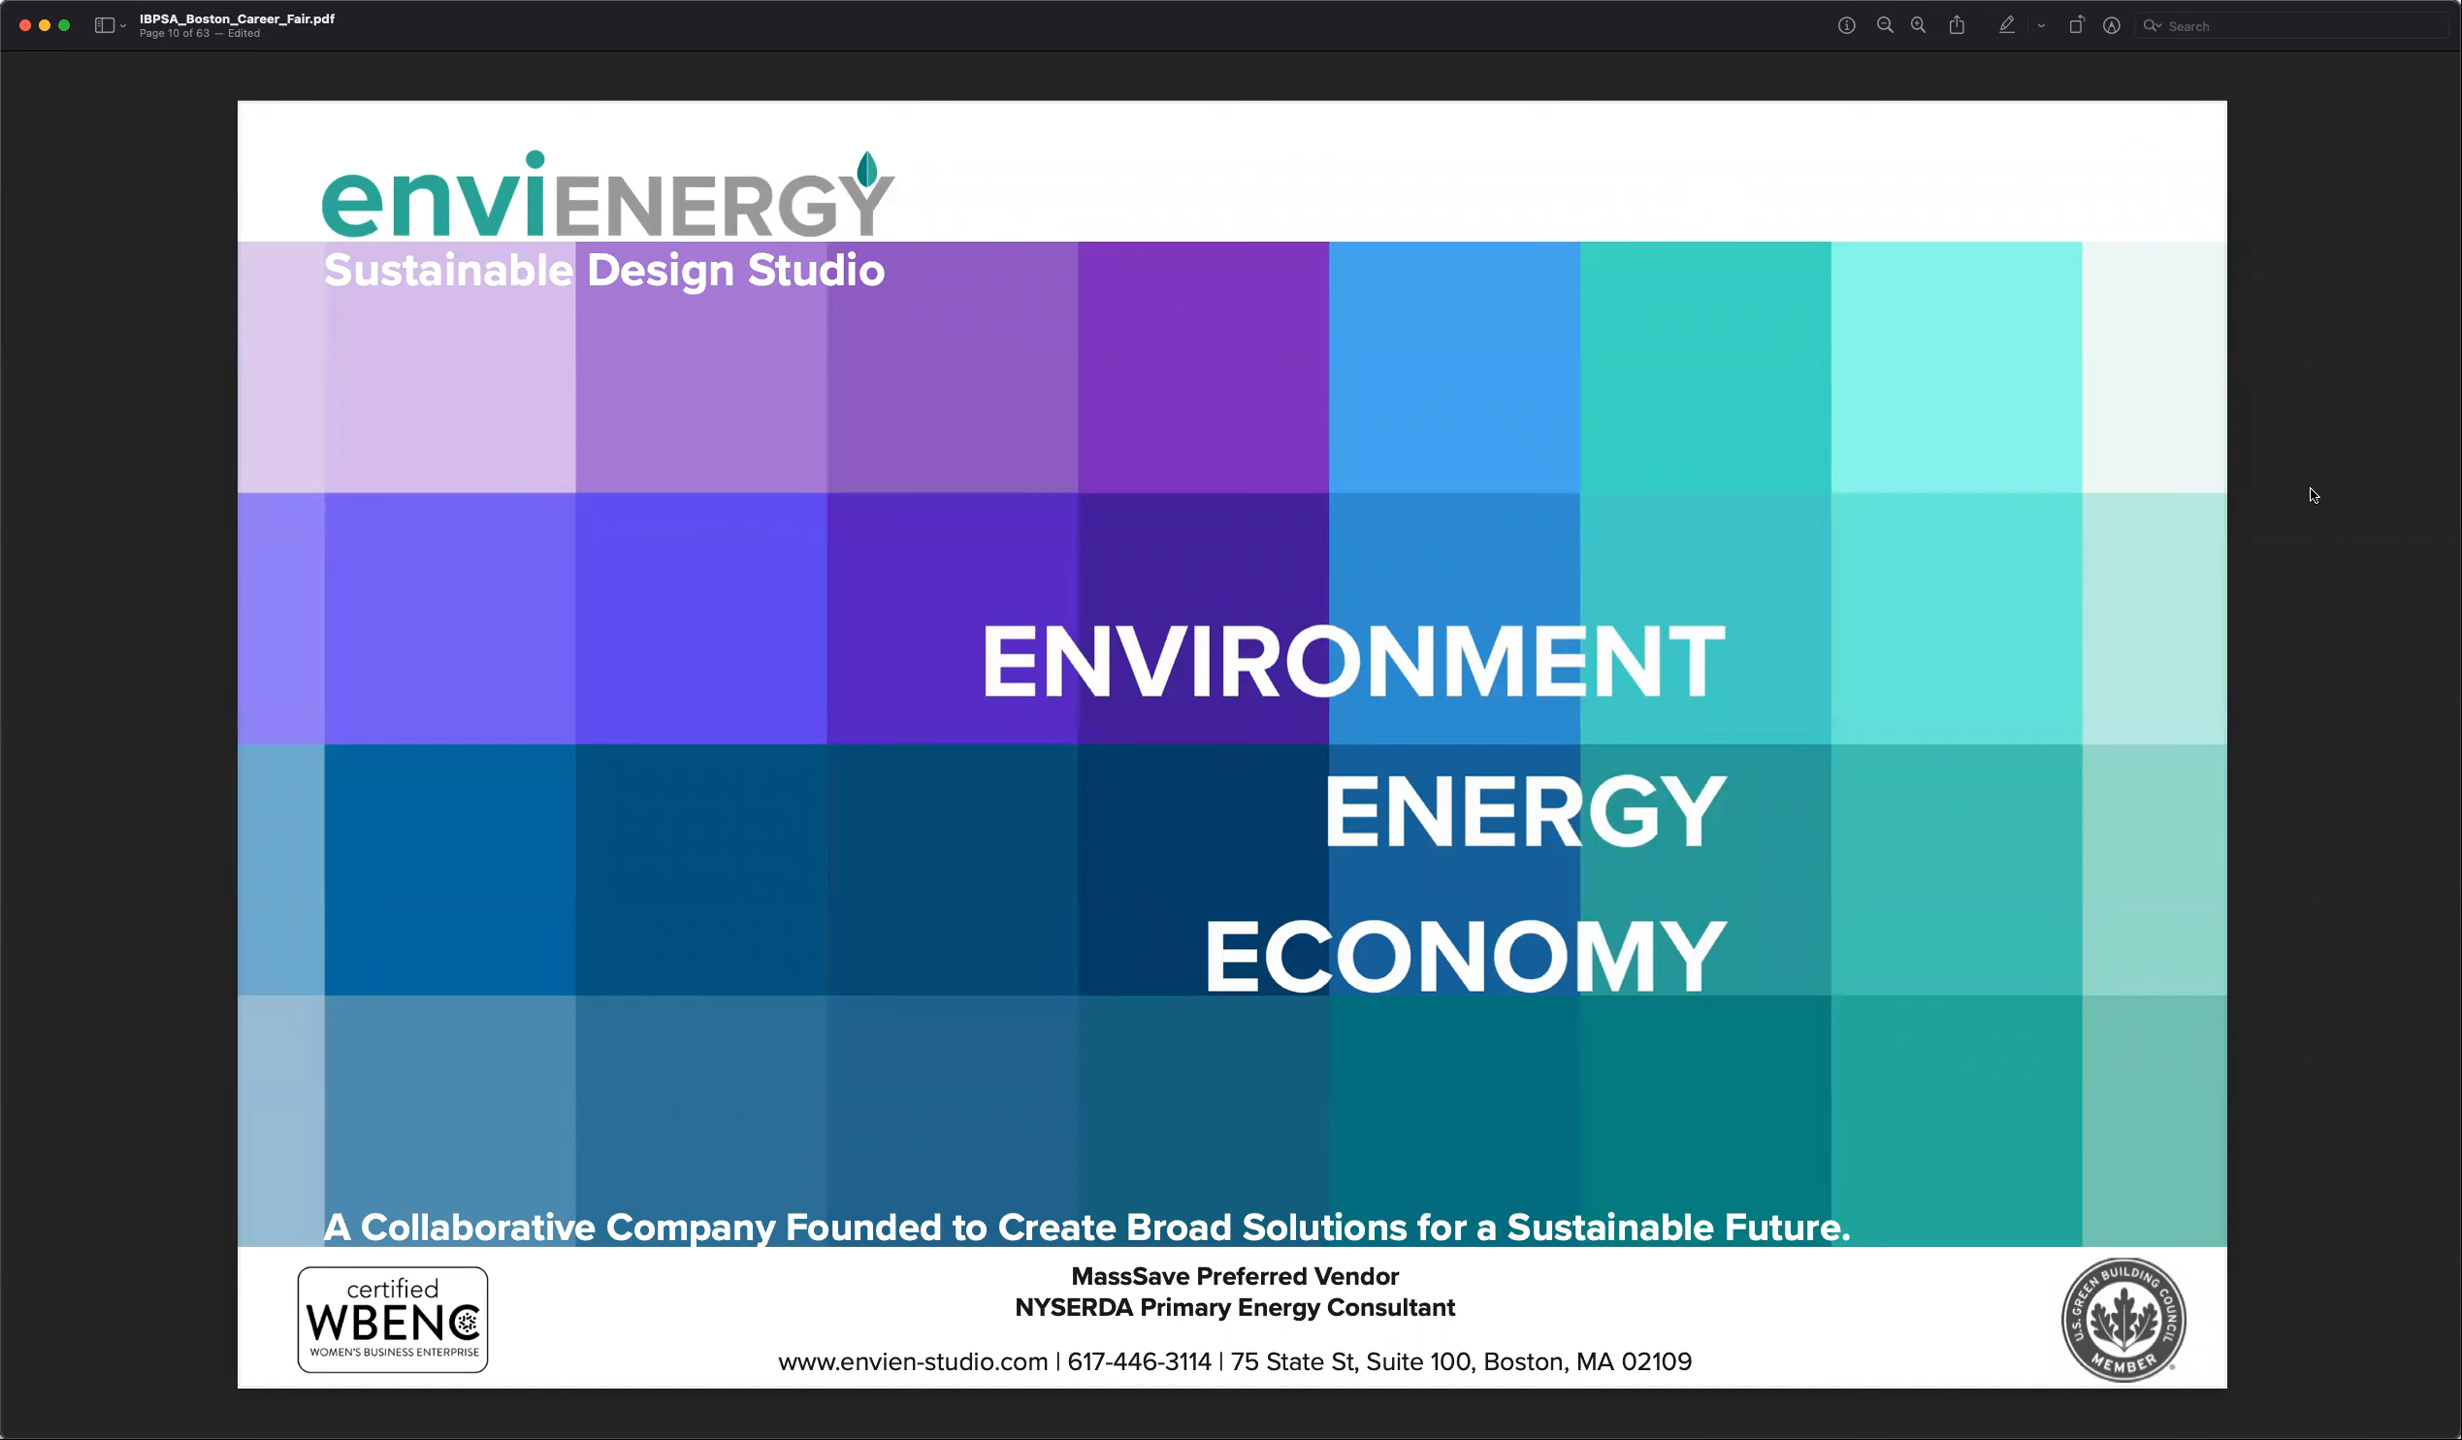 IBPSA_Boston_Career_Fair.pdf
Page 10 of 63 — Edited
Search
enviENERGY
Sustainable Design Studio
ENVIRONMENT
ENERGY
ECONOMY
A Collaborative Company Founded to Create Broad Solutions for a Sustainable Future.
certified
WBENC
WOMEN'S BUSINESS ENTERPRISE
MassSave Preferred Vendor
NYSERDA Primary Energy Consultant
www.envien-studio.com | 617-446-3114 | 75 State St, Suite 100, Boston, MA 02109
U.S. GREEN BUILDING COUNCIL
MEMBER